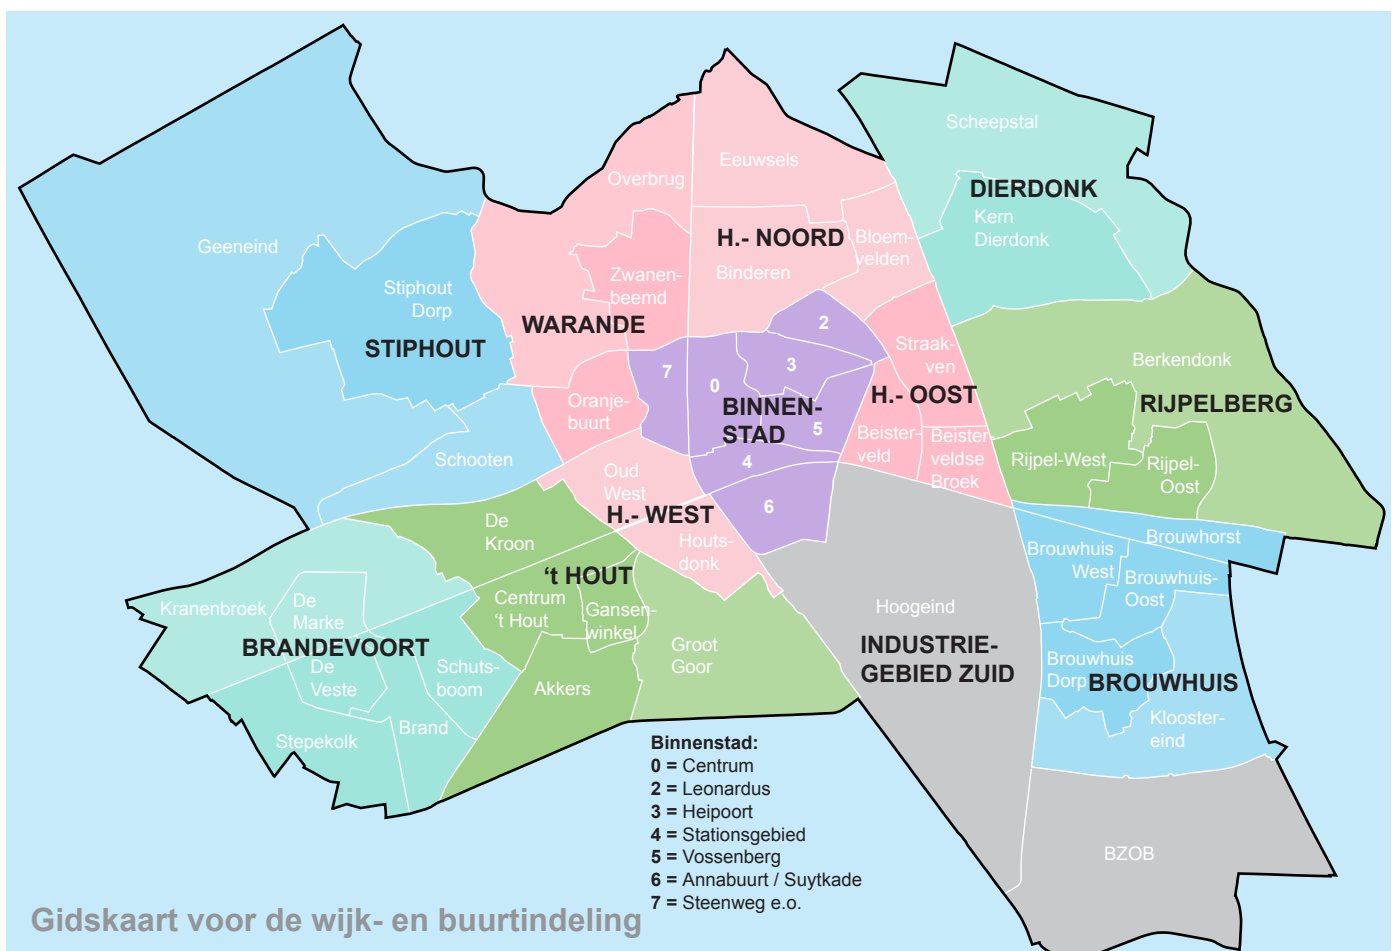 Scheepstal
Eeuwsels
Overbrug
DIERDONK
Kern
Dierdonk
Geeneind
H.- NOORD
Bloem-
velden
Binderen
Zwanen-
beemd
Stiphout
Dorp
WARANDE
STIPHOUT
2
3
7
0
Straak-
ven
Berkendonk
H.- OOST
RIJPELBERG
Oranje-
buurt
BINNEN-
STAD
5
4
6
Beister-
veld
Beister-
veldse
Broek
Rijpel-West
Rijpel-
Oost
Schooten
Oud
West
H.- WEST
Houts-
donk
De
Kroon
‘t HOUT
Centrum
‘t Hout
Gansen-
winkel
Groot
Goor
Akkers
Kranenbroek
De
Marke
BRANDEVOORT
De
Veste
Schuts-
boom
Brand
Stepekolk
Hoogeind
INDUSTRIE-
GEBIED ZUID
Brouwhorst
Brouwhuis
West
Brouwhuis-
Oost
Brouwhuis
Dorp
BROUWHUIS
Klooster-
eind
BZOB
Binnenstad:
0 = Centrum
2 = Leonardus
3 = Heipoort
4 = Stationsgebied
5 = Vossenberg
6 = Annabuurt / Suytkade
7 = Steenweg e.o.
Gidskaart voor de wijk- en buurtindeling